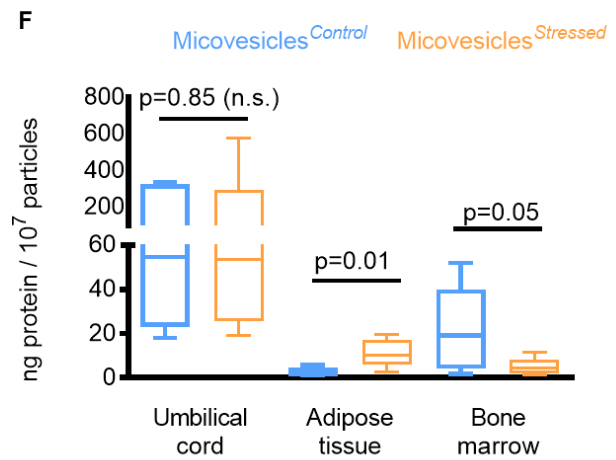 F
Micovesicles^Control Micovesicles^Stressed
ng protein / 10^7 particles
800
600
400
200
60
40
20
0
p=0.85 (n.s.)
p=0.01
p=0.05
Umbilical
cord
Adipose
tissue
Bone
marrow